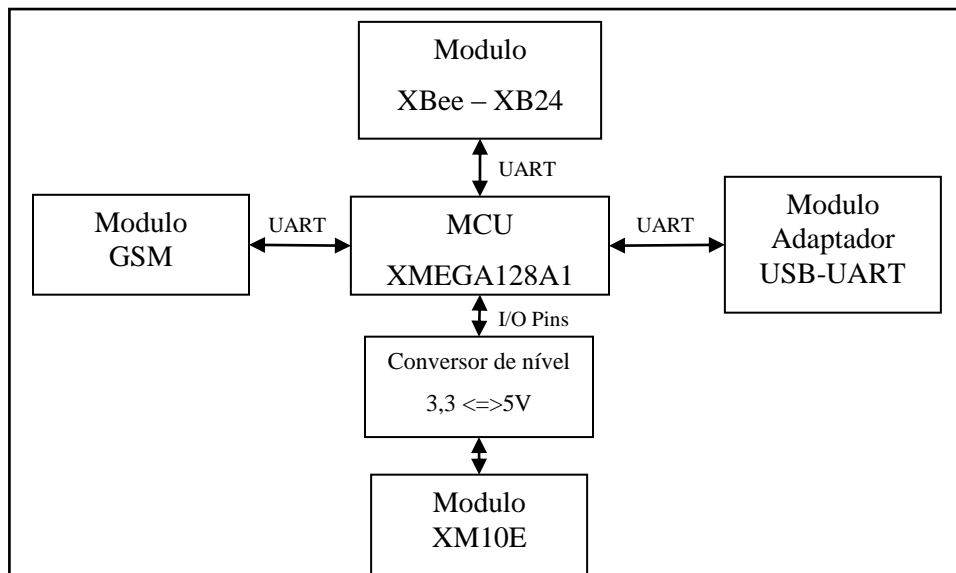 Modulo
XBee – XB24
UART
Modulo
GSM
UART
MCU
XMEGA128A1
UART
Modulo
Adaptador
USB-UART
I/O Pins
Conversor de nível
3,3 <=>5V
Modulo
XM10E